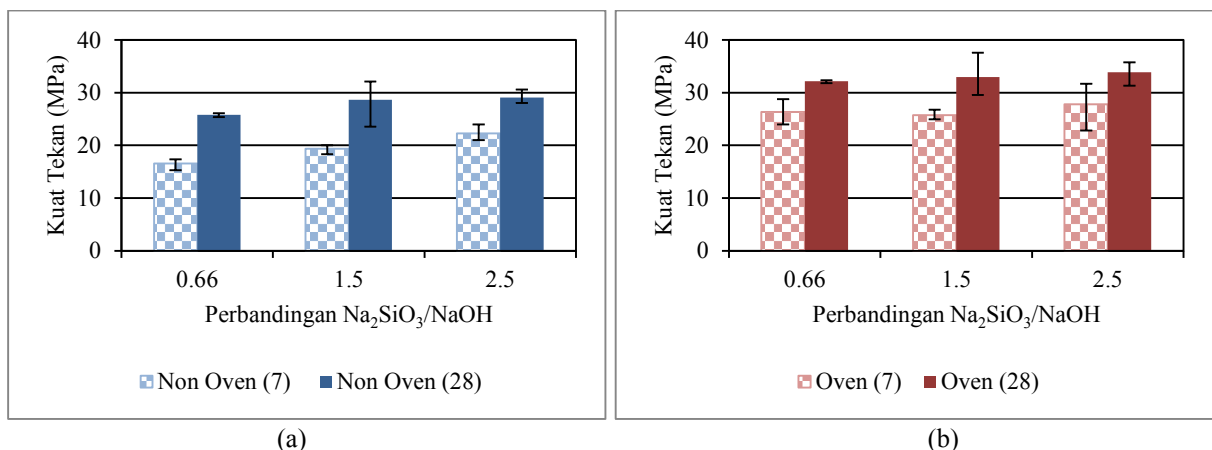 40
30
20
10
0
Kuat Tekan (MPa)
0.66 1.5 2.5
Perbandingan Na₂SiO₃/NaOH
Non Oven (7) Non Oven (28)
(a)
40
30
20
10
0
Kuat Tekan (MPa)
0.66 1.5 2.5
Perbandingan Na₂SiO₃/NaOH
Oven (7) Oven (28)
(b)